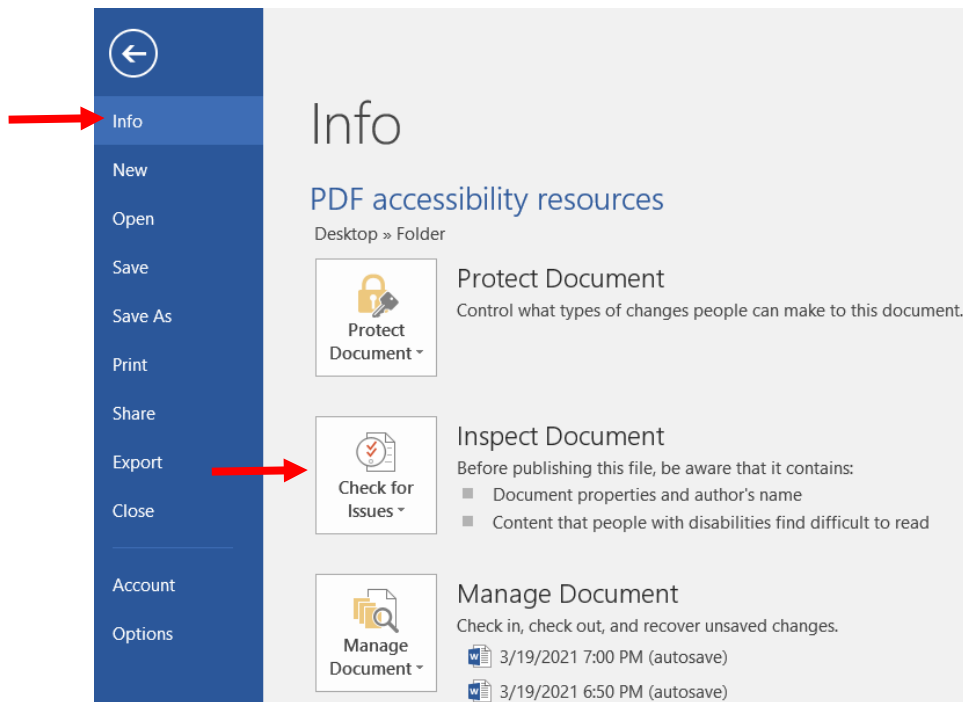 Info
New
Open
Save
Save As
Print
Share
Export
Close
Account
Options
Info
PDF accessibility resources
Desktop » Folder
Protect
Document
Protect Document
Control what types of changes people can make to this document.
Check for
Issues
Inspect Document
Before publishing this file, be aware that it contains:
Document properties and author's name
Content that people with disabilities find difficult to read
Manage
Document
Manage Document
Check in, check out, and recover unsaved changes.
3/19/2021 7:00 PM (autosave)
3/19/2021 6:50 PM (autosave)